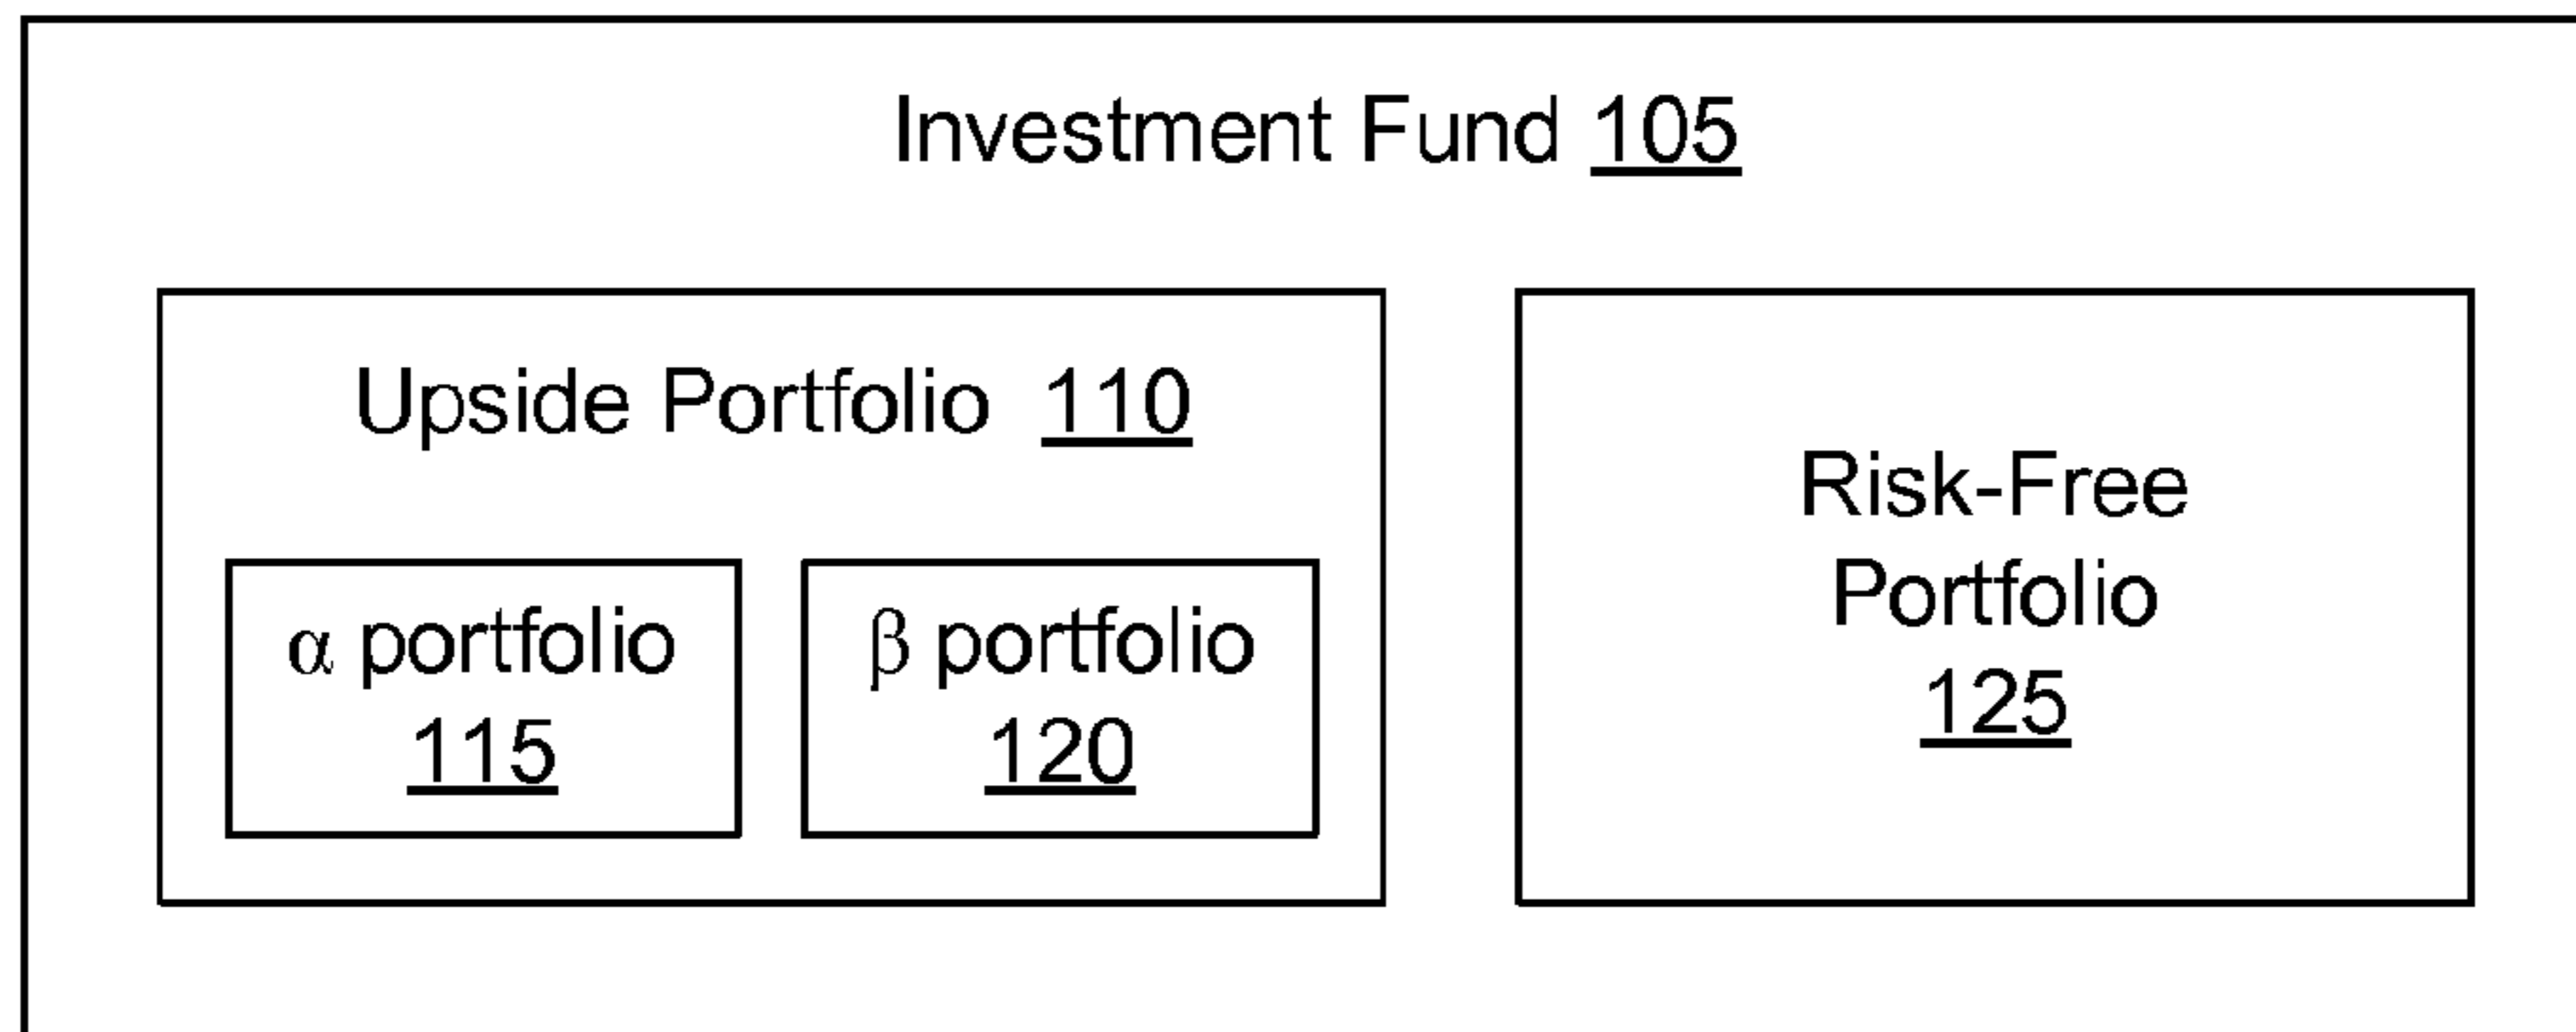 Investment Fund 105
Upside Portfolio 110
α portfolio
115
β portfolio
120
Risk-Free
Portfolio
125